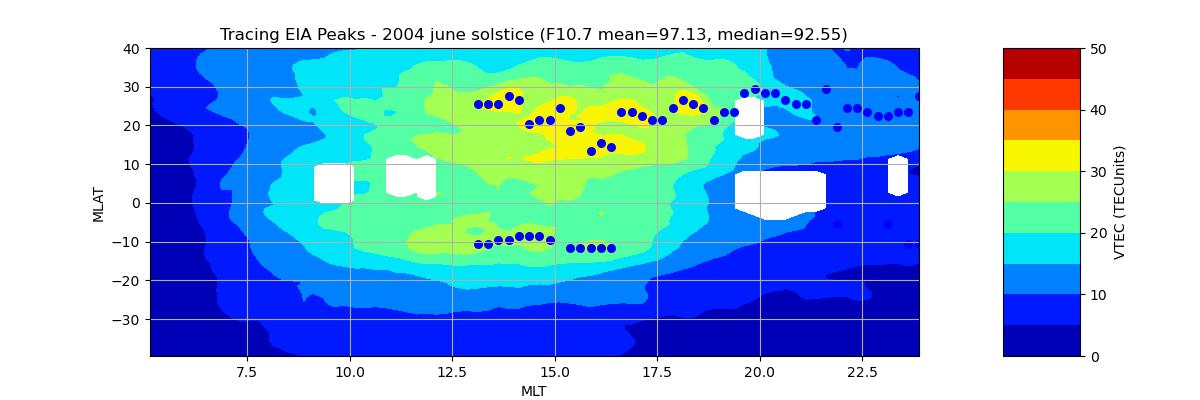 Tracing EIA Peaks - 2004 june solstice (F10.7 mean=97.13, median=92.55)
40
30
20
10
0
−10
−20
−30
MLAT
7.5 10.0 12.5 15.0 17.5 20.0 22.5
MLT
50
40
30
20
10
0
VTEC (TECUnits)